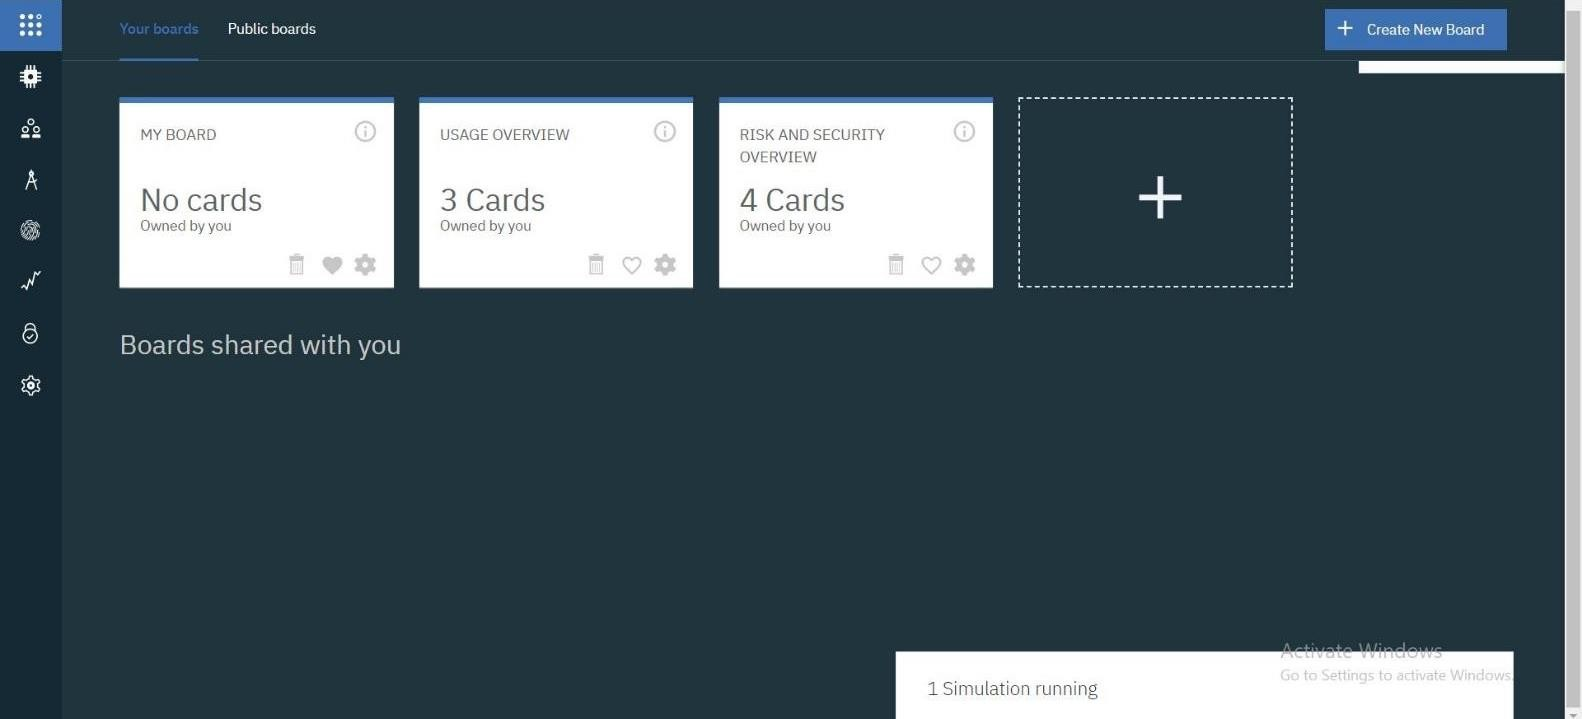 Your boards
Public boards
Create New Board
MY BOARD
No cards
Owned by you
USAGE OVERVIEW
3 Cards
Owned by you
RISK AND SECURITY
OVERVIEW
4 Cards
Owned by you
Boards shared with you
1 Simulation running
Activate Windows
Go to Settings to activate Windows.